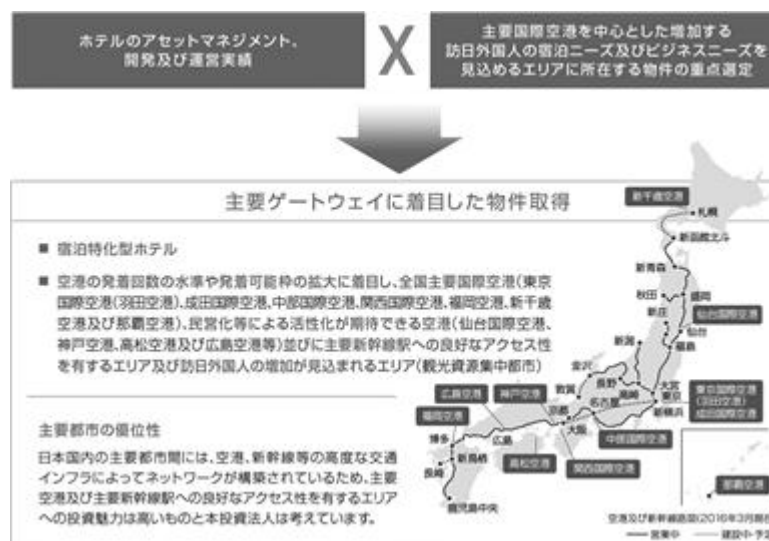 ホテルのアセットマネジメント、
開発及び運営実績
X
主要国際空港を中心とした増加する
訪日外国人の宿泊ニーズ及びビジネスニーズを
見込めるエリアに所在する物件の重点選定
主要ゲートウェイに着目した物件取得
■ 宿泊特化型ホテル
■ 空港の発着回数の水準や発着可能枠の拡大に着目し、全国主要国際空港(東京
国際空港(羽田空港)、成田国際空港、中部国際空港、関西国際空港、福岡空港、新千歳
空港及び那覇空港)、民営化等による活性化が期待できる空港(仙台国際空港、
神戸空港、高松空港及び広島空港等)並びに主要新幹線駅への良好なアクセス性
を有するエリア及び訪日外国人の増加が見込まれるエリア(観光資源集中都市)
主要都市の優位性
日本国内の主要都市間には、空港、新幹線等の高度な交通
インフラによってネットワークが構築されているため、主要
空港及び主要新幹線駅への良好なアクセス性を有するエリア
への投資魅力は高いものと本投資法人は考えています。
新千歳空港
札幌
新函館北斗
新青森
秋田
盛岡
新庄
仙台国際空港
仙台
新潟
福島
金沢
長野
高崎
大宮
東京
東京国際空港
(羽田空港)
成田国際空港
敦賀
広島空港
神戸空港
京都
名古屋
新横浜
福岡空港
大阪
中部国際空港
博多
広島
新鳥栖
高松空港
関西国際空港
長崎
鹿児島中央
那覇空港
空港及び新幹線路図(2016年3月現在)
営業中
建設中・予定